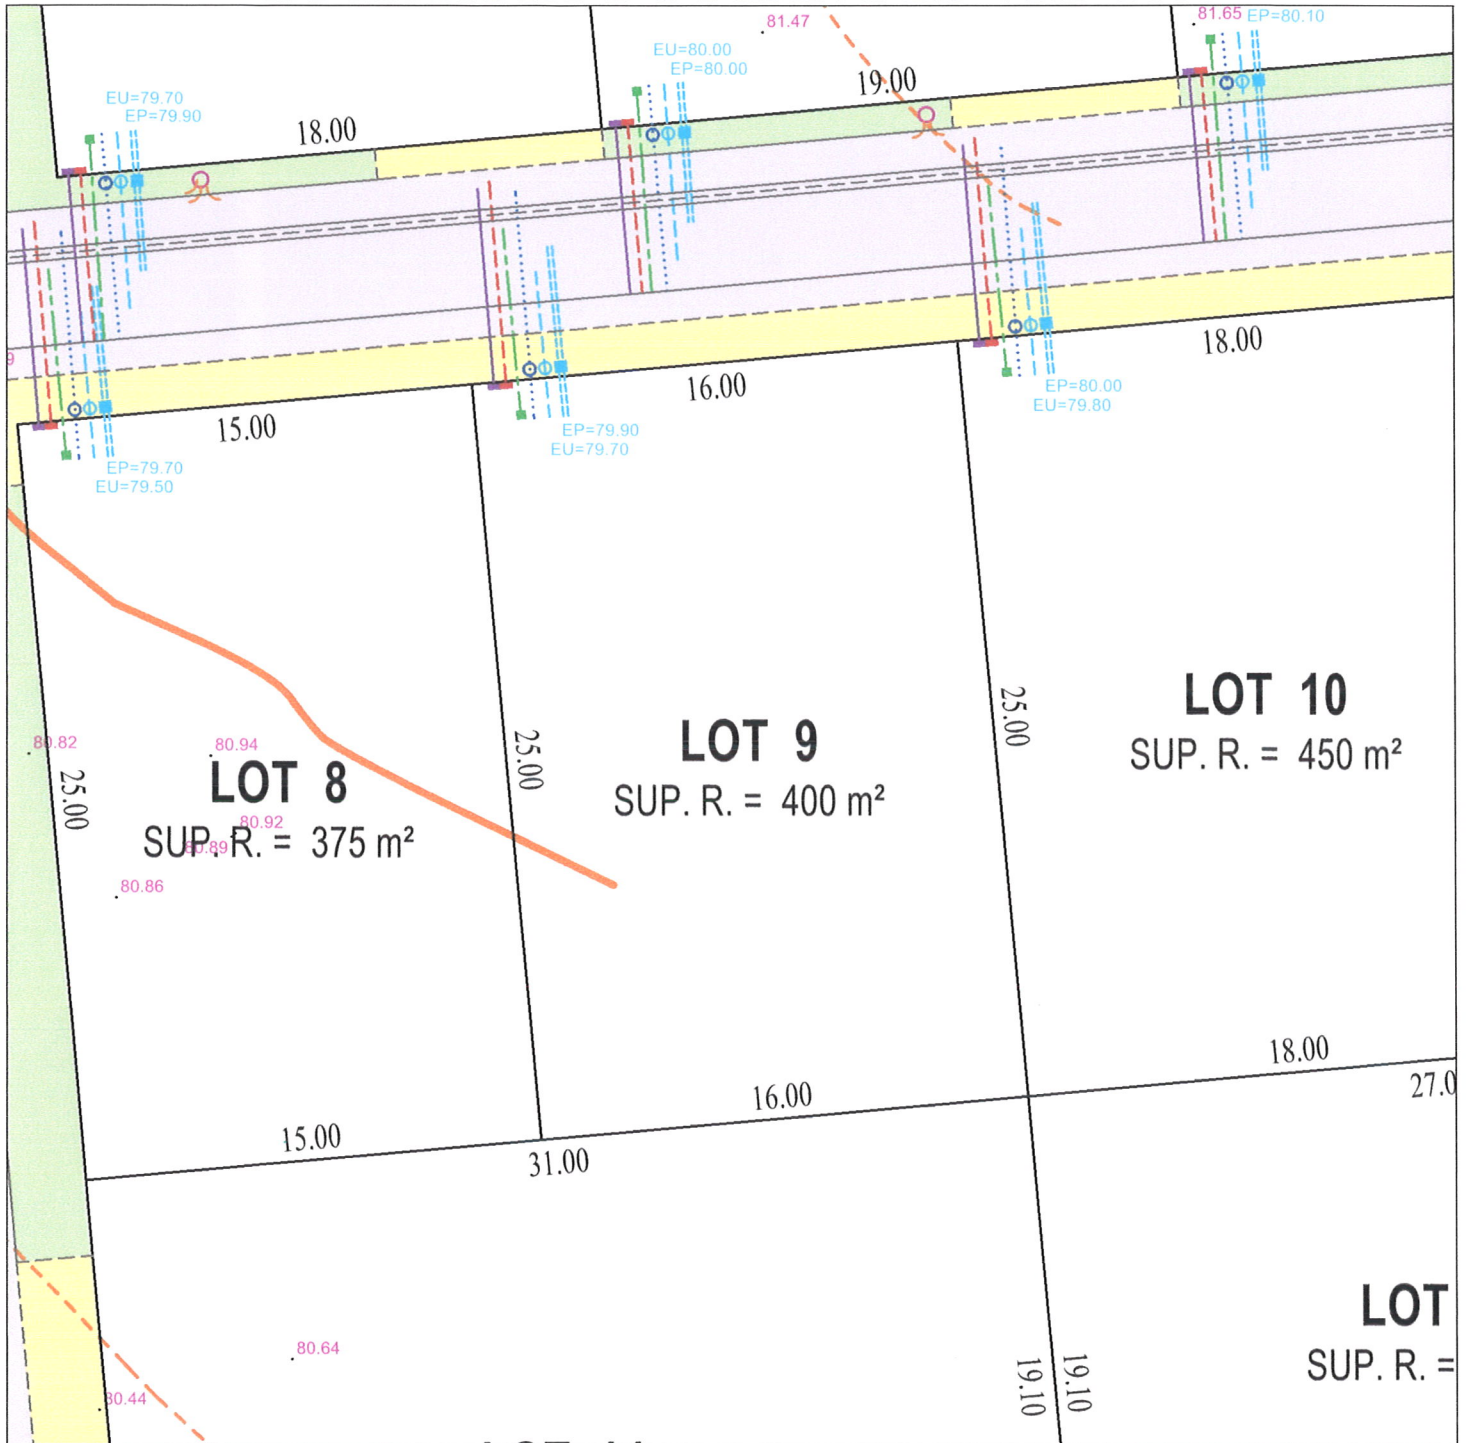 81.47
81.65
EP=80.10
EU=80.00
EP=80.00
19.00
EU=79.70
EP=79.90
18.00
18.00
16.00
15.00
EP=80.00
EU=79.80
EP=79.90
EU=79.70
EP=79.70
EU=79.50
25.00
25.00
25.00
LOT 10
SUP. R. = 450 m²
LOT 9
SUP. R. = 400 m²
80.82
80.94
LOT 8
80.92
SUP. R. = 375 m²
80.89
80.86
18.00
27.0
16.00
15.00
31.00
LOT
SUP. R. =
19.10
19.10
80.64
80.44